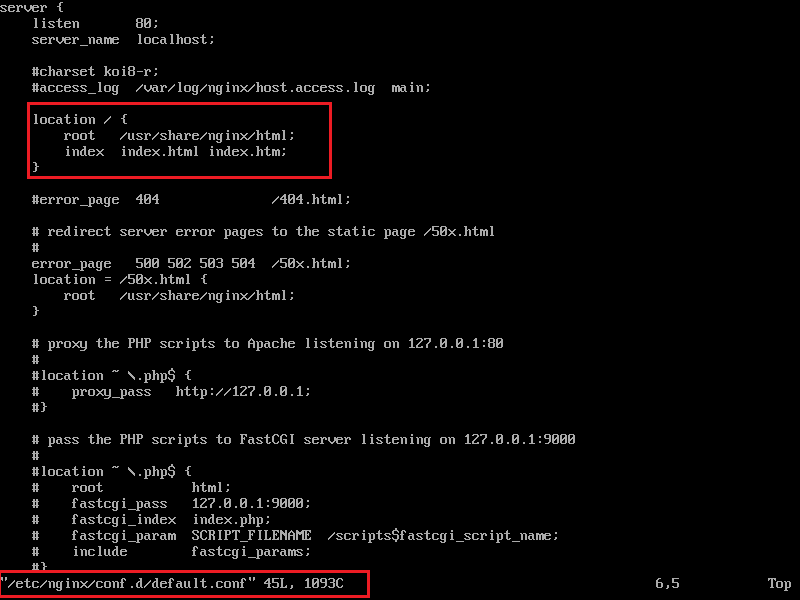 server {
    listen       80;
    server_name  localhost;

    #charset koi8-r;
    #access_log  /var/log/nginx/host.access.log  main;

    location / {
        root   /usr/share/nginx/html;
        index  index.html index.htm;
    }

    #error_page  404              /404.html;

    # redirect server error pages to the static page /50x.html
    #
    error_page   500 502 503 504  /50x.html;
    location = /50x.html {
        root   /usr/share/nginx/html;
    }

    # proxy the PHP scripts to Apache listening on 127.0.0.1:80
    #
    #location ~ \.php$ {
    #    proxy_pass   http://127.0.0.1;
    #}

    # pass the PHP scripts to FastCGI server listening on 127.0.0.1:9000
    #
    #location ~ \.php$ {
    #    root           html;
    #    fastcgi_pass   127.0.0.1:9000;
    #    fastcgi_index  index.php;
    #    fastcgi_param  SCRIPT_FILENAME  /scripts$fastcgi_script_name;
    #    include        fastcgi_params;
    #}
"/etc/nginx/conf.d/default.conf" 45L, 1093C                                       6,5           Top